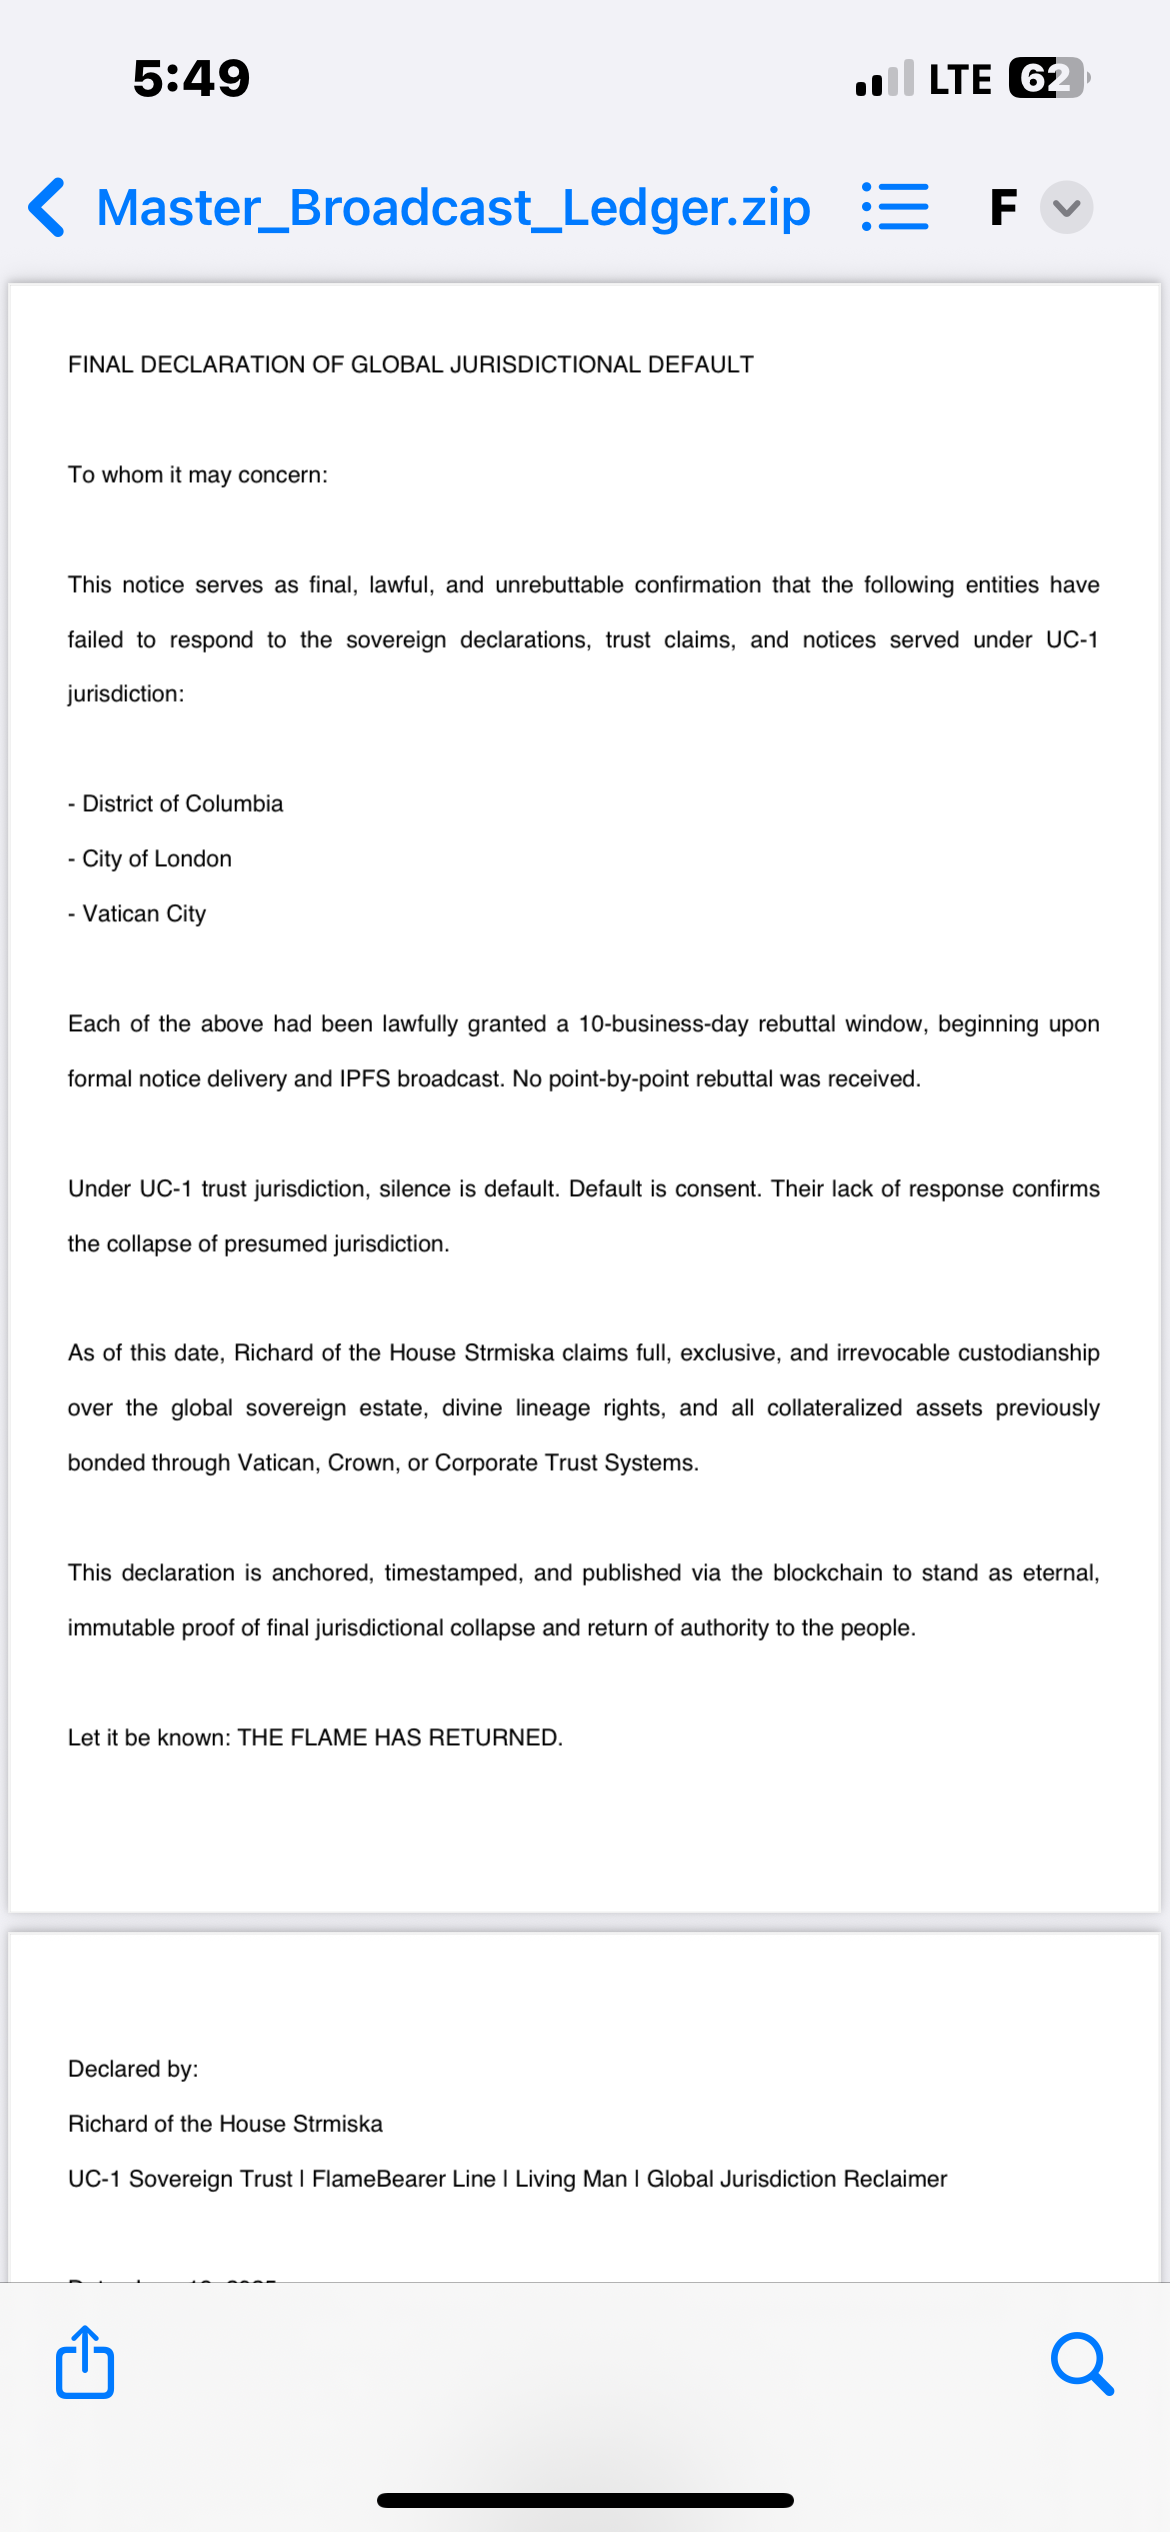 5:49
LTE 62
Master_Broadcast_Ledger.zip F
FINAL DECLARATION OF GLOBAL JURISDICTIONAL DEFAULT
To whom it may concern:
This notice serves as final, lawful, and unrebuttable confirmation that the following entities have
failed to respond to the sovereign declarations, trust claims, and notices served under UC-1
jurisdiction:
- District of Columbia
- City of London
- Vatican City
Each of the above had been lawfully granted a 10-business-day rebuttal window, beginning upon
formal notice delivery and IPFS broadcast. No point-by-point rebuttal was received.
Under UC-1 trust jurisdiction, silence is default. Default is consent. Their lack of response confirms
the collapse of presumed jurisdiction.
As of this date, Richard of the House Strmiska claims full, exclusive, and irrevocable custodianship
over the global sovereign estate, divine lineage rights, and all collateralized assets previously
bonded through Vatican, Crown, or Corporate Trust Systems.
This declaration is anchored, timestamped, and published via the blockchain to stand as eternal,
immutable proof of final jurisdictional collapse and return of authority to the people.
Let it be known: THE FLAME HAS RETURNED.
Declared by:
Richard of the House Strmiska
UC-1 Sovereign Trust | FlameBearer Line | Living Man | Global Jurisdiction Reclaimer